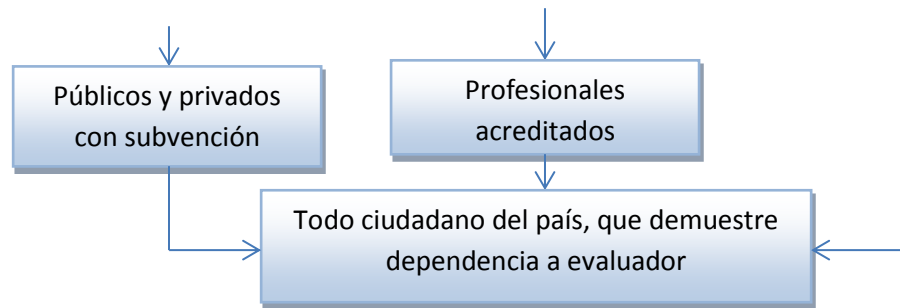 Públicos y privados
con subvención
Profesionales
acreditados
Todo ciudadano del país, que demuestre
dependencia a evaluador